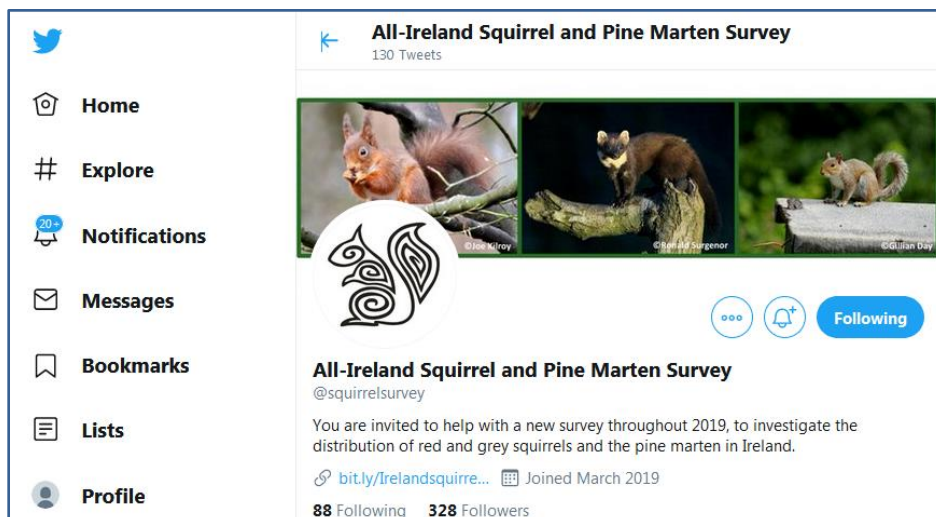 Home
Explore
20+
Notifications
Messages
Bookmarks
Lists
Profile
All-Ireland Squirrel and Pine Marten Survey
130 Tweets
©Joe Kilroy
©Ronald Surgenor
©Gillian Day
Following
All-Ireland Squirrel and Pine Marten Survey
@squirrelsurvey
You are invited to help with a new survey throughout 2019, to investigate the
distribution of red and grey squirrels and the pine marten in Ireland.
bit.ly/Irelandsquirre... Joined March 2019
88 Following 328 Followers